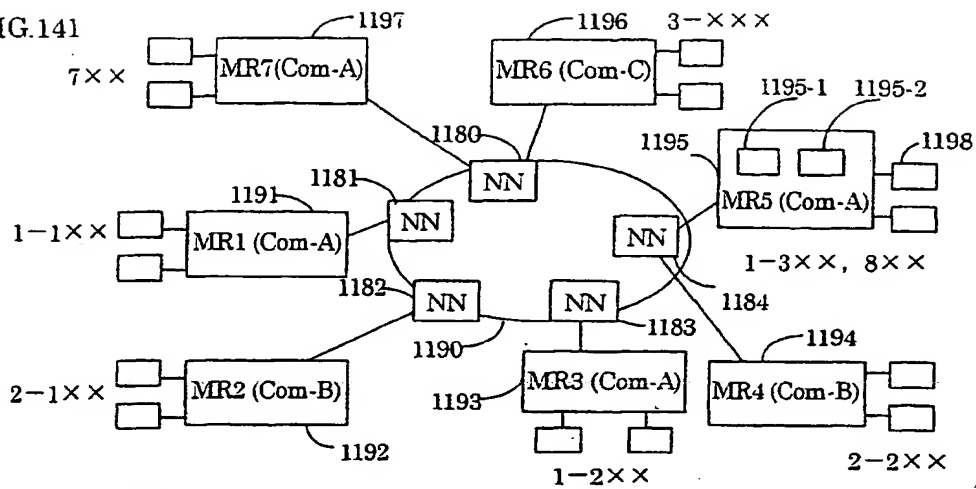 IG.141
1197
1196
3-×××
7××
MR7(Com-A)
MR6 (Com-C)
1195-1
1195-2
1180
1195
1198
NN
1181
1191
NN
MR5 (Com-A)
1-1××
MR1 (Com-A)
NN
1-3××, 8××
1182
NN
NN
1184
1183
1190
1194
2-1××
MR2 (Com-B)
1193
MR3 (Com-A)
MR4 (Com-B)
1192
1-2××
2-2××